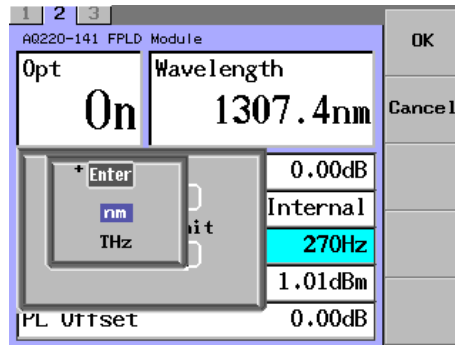 1 2 3
AQ220-141 FPLD Module
OK
Opt
Wavelength
On
1307.4nm
Cancel
+ Enter
0.00dB
nm
Internal
THz
270Hz
1.01dBm
PL Offset
0.00dB